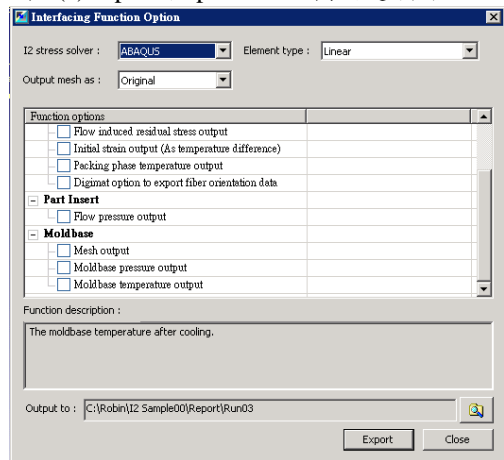 Interfacing Function Option
I2 stress solver : ABAQUS Element type : Linear
Output mesh as : Original
Function options
Flow induced residual stress output
Initial strain output (As temperature difference)
Packing phase temperature output
Digimat option to export fiber orientation data
Part Insert
Flow pressure output
Moldbase
Mesh output
Moldbase pressure output
Moldbase temperature output
Function description :
The moldbase temperature after cooling.
Output to : C:\Robin\I2 Sample00\Report\Run03
Export Close